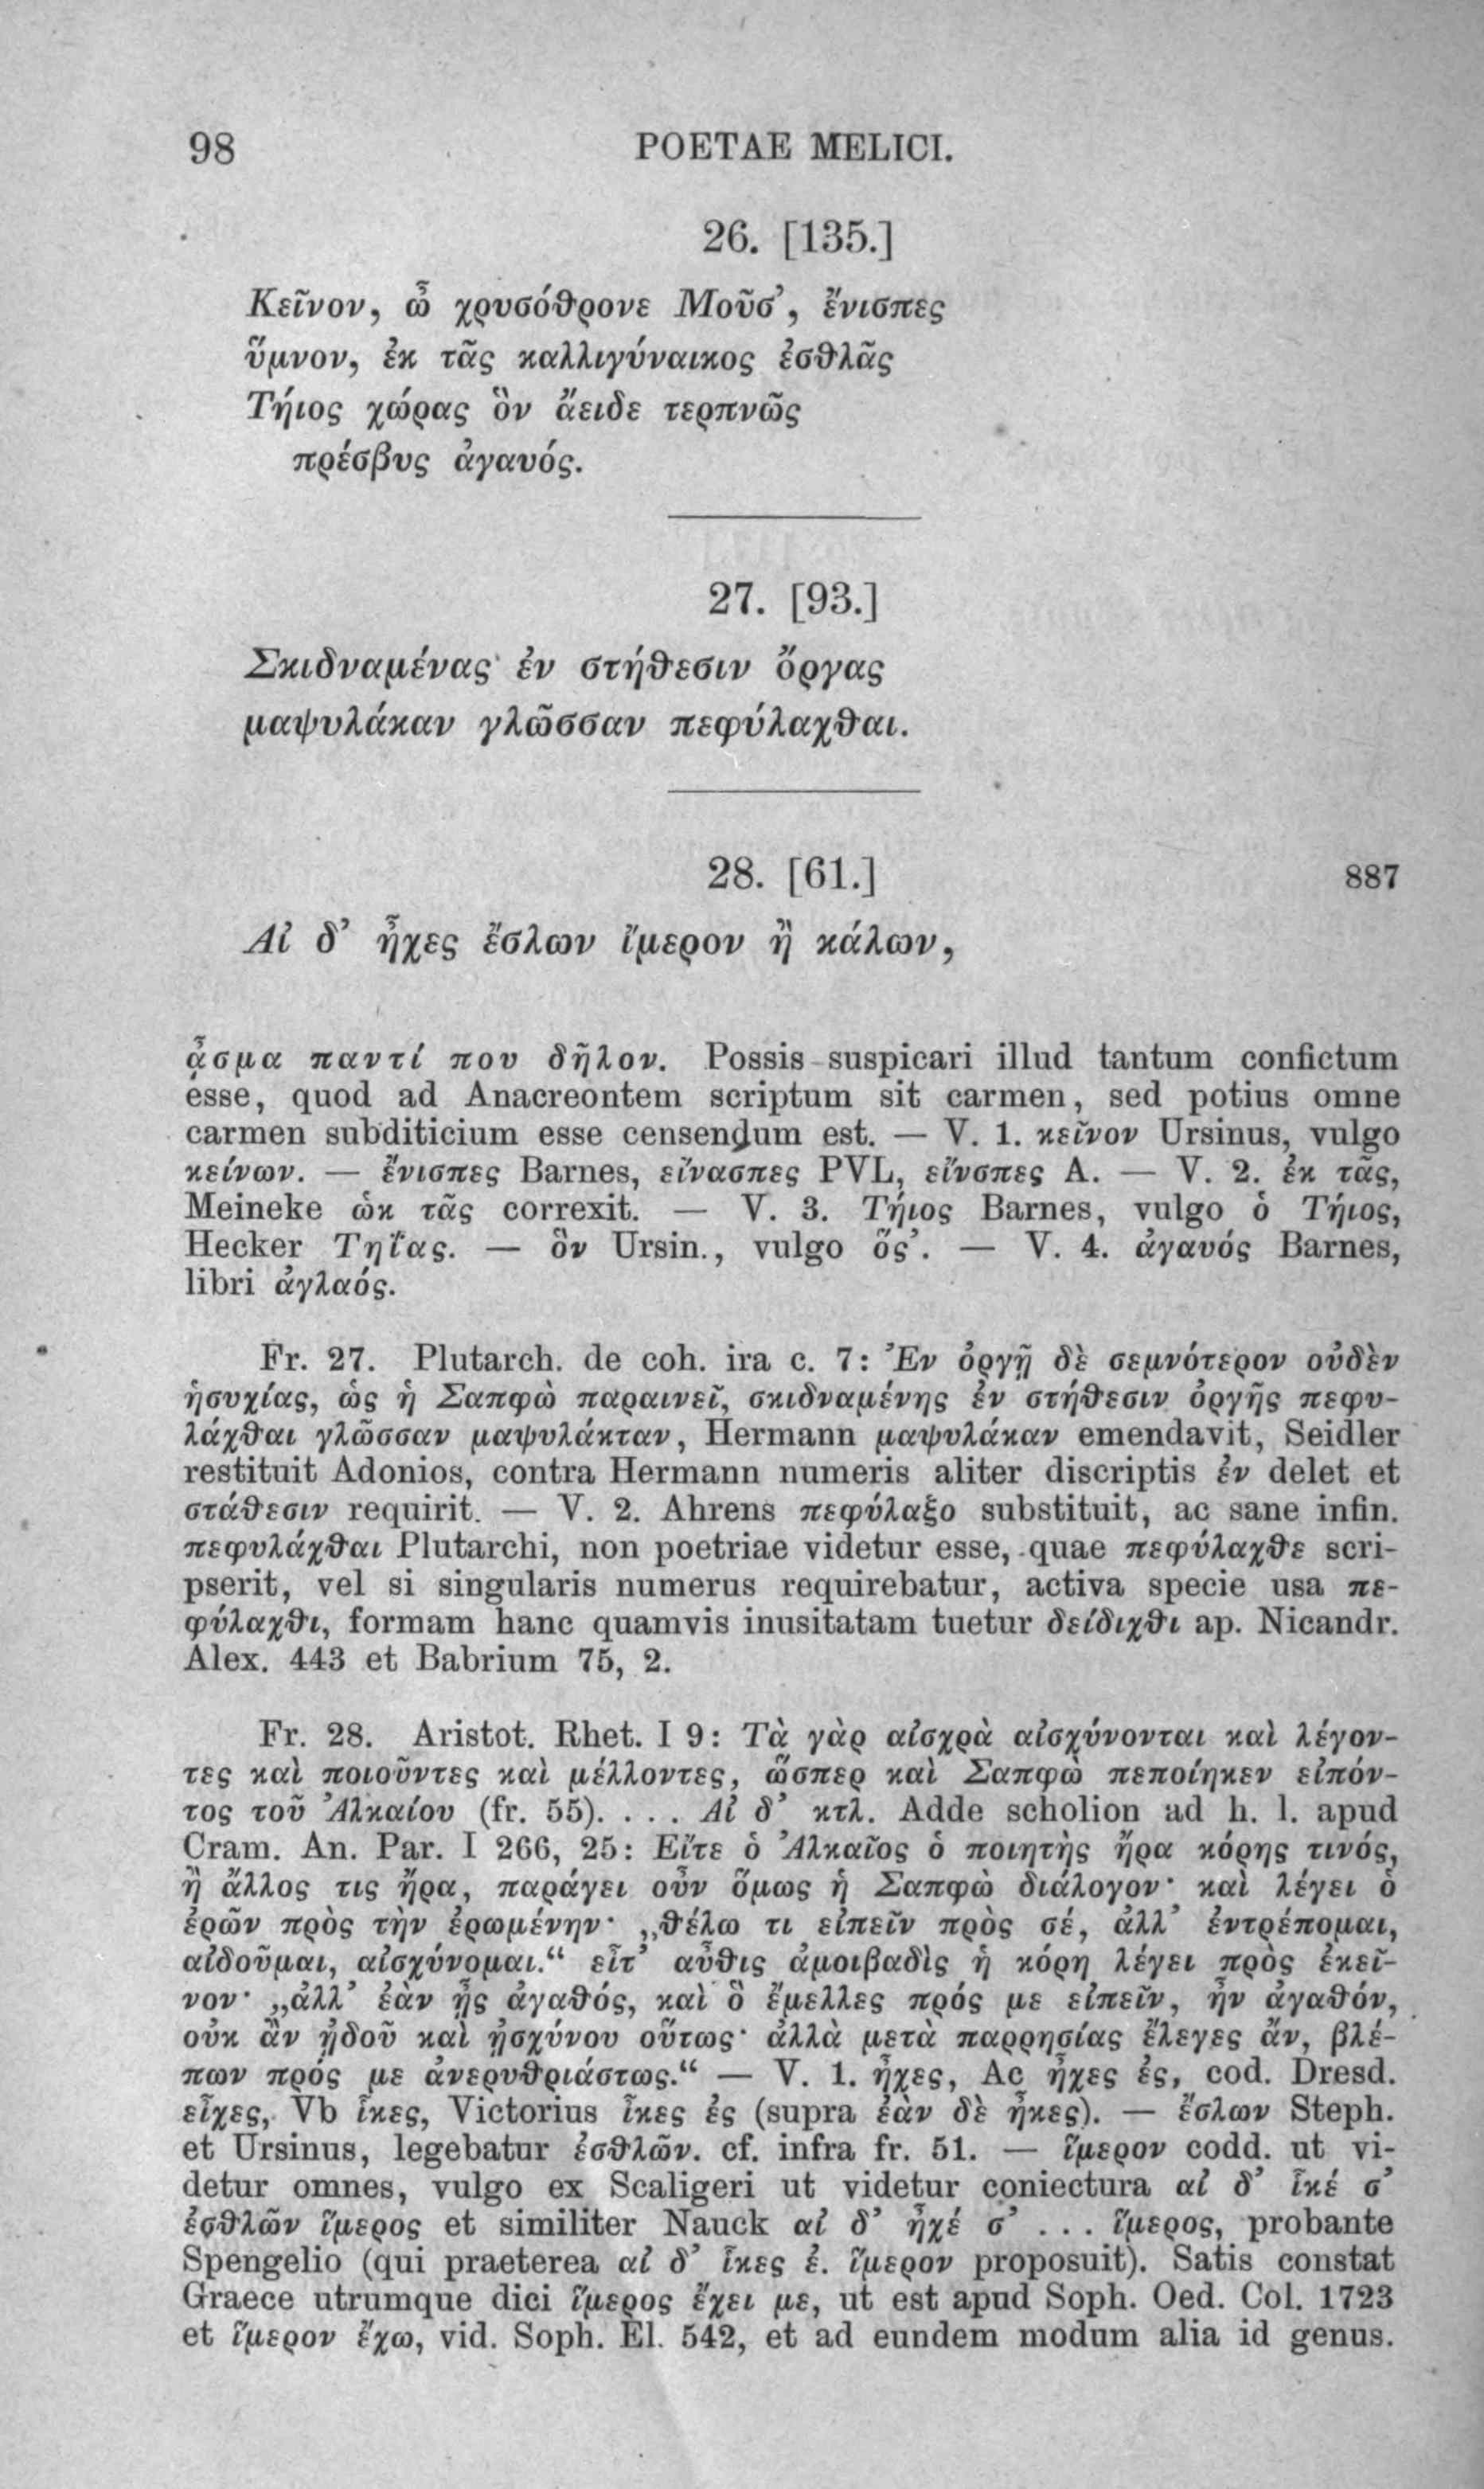 98 POETAE MELICI.
26. [135.]
Κεῖνον, ὦ χρυσόθρονε Μοῦσ’, ἔνισπες
ὕμνον, ἐκ τᾶς καλλιγύναικος ἐσθλᾶς
Τήιος χώρας ὃν ἄειδε τερπνῶς
πρέσβυς ἀγαυός.
27. [93.]
Σκιδναμένας ἐν στήθεσιν ὄργας
μαψυλάκαν γλῶσσαν πεφύλαχθαι.
28. [61.] 887
Αἰ δ’ ἦχες ἔσλων ἴμερον ἢ κάλων,
ᾆσμα παντί που δῆλον. Possis suspicari illud tantum confictum
esse, quod ad Anacreontem scriptum sit carmen, sed potius omne
carmen subditicium esse censendum est. — V. 1. κεῖνον Ursinus, vulgo
κείνων. — ἔνισπες Barnes, εἴνασπες PVL, εἴνσπες A. — V. 2. ἐκ τᾶς,
Meineke ὠκ τᾶς correxit. — V. 3. Τήιος Barnes, vulgo ὁ Τήιος,
Hecker Τηΐας. — ὃν Ursin., vulgo ὅς’. — V. 4. ἀγαυός Barnes,
libri ἀγλαός.
Fr. 27. Plutarch. de coh. ira c. 7: Ἐν ὀργῇ δὲ σεμνότερον οὐδὲν
ἡσυχίας, ὡς ἡ Σαπφὼ παραινεῖ, σκιδναμένης ἐν στήθεσιν ὀργῆς πεφυ-
λάχθαι γλῶσσαν μαψυλάκταν, Hermann μαψυλάκαν emendavit, Seidler
restituit Adonios, contra Hermann numeris aliter discriptis ἐν delet et
στάθεσιν requirit. — V. 2. Ahrens πεφύλαξο substituit, ac sane infin.
πεφυλάχθαι Plutarchi, non poetriae videtur esse, quae πεφύλαχθε scri-
pserit, vel si singularis numerus requirebatur, activa specie usa πε-
φύλαχθι, formam hanc quamvis inusitatam tuetur δείδιχθι ap. Nicandr.
Alex. 443 et Babrium 75, 2.
Fr. 28. Aristot. Rhet. I 9: Τὰ γὰρ αἰσχρὰ αἰσχύνονται καὶ λέγον-
τες καὶ ποιοῦντες καὶ μέλλοντες, ὥσπερ καὶ Σαπφὼ πεποίηκεν εἰπόν-
τος τοῦ Ἀλκαίου (fr. 55). . . . Αἰ δ’ κτλ. Adde scholion ad h. l. apud
Cram. An. Par. I 266, 25: Εἴτε ὁ Ἀλκαῖος ὁ ποιητὴς ἤρα κόρης τινός,
ἢ ἄλλος τις ἤρα, παράγει οὖν ὅμως ἡ Σαπφὼ διάλογον· καὶ λέγει ὁ
ἐρῶν πρὸς τὴν ἐρωμένην· „θέλω τι εἰπεῖν πρὸς σέ, ἀλλ’ ἐντρέπομαι,
αἰδοῦμαι, αἰσχύνομαι.“ εἶτ’ αὖθις ἀμοιβαδὶς ἡ κόρη λέγει πρὸς ἐκεῖ-
νον· „ἀλλ’ ἐὰν ᾖς ἀγαθός, καὶ ὃ ἔμελλες πρός με εἰπεῖν, ἦν ἀγαθόν,
οὐκ ἂν ᾐδοῦ καὶ ᾐσχύνου οὕτως· ἀλλὰ μετὰ παρρησίας ἔλεγες ἄν, βλέ-
πων πρός με ἀνερυθριάστως.“ — V. 1. ἦχες, Ac ἦχες ἐς, cod. Dresd.
εἶχες, Vb ἶκες, Victorius ἶκες ἐς (supra ἐὰν δὲ ἧκες). — ἔσλων Steph.
et Ursinus, legebatur ἐσθλῶν. cf. infra fr. 51. — ἵμερον codd. ut vi-
detur omnes, vulgo ex Scaligeri ut videtur coniectura αἰ δ’ ἶκέ σ’
ἐσθλῶν ἵμερος et similiter Nauck αἰ δ’ ἦχέ σ’ . . . ἵμερος, probante
Spengelio (qui praeterea αἰ δ’ ἶκες ἐ. ἵμερον proposuit). Satis constat
Graece utrumque dici ἵμερος ἔχει με, ut est apud Soph. Oed. Col. 1723
et ἵμερον ἔχω, vid. Soph. El. 542, et ad eundem modum alia id genus.